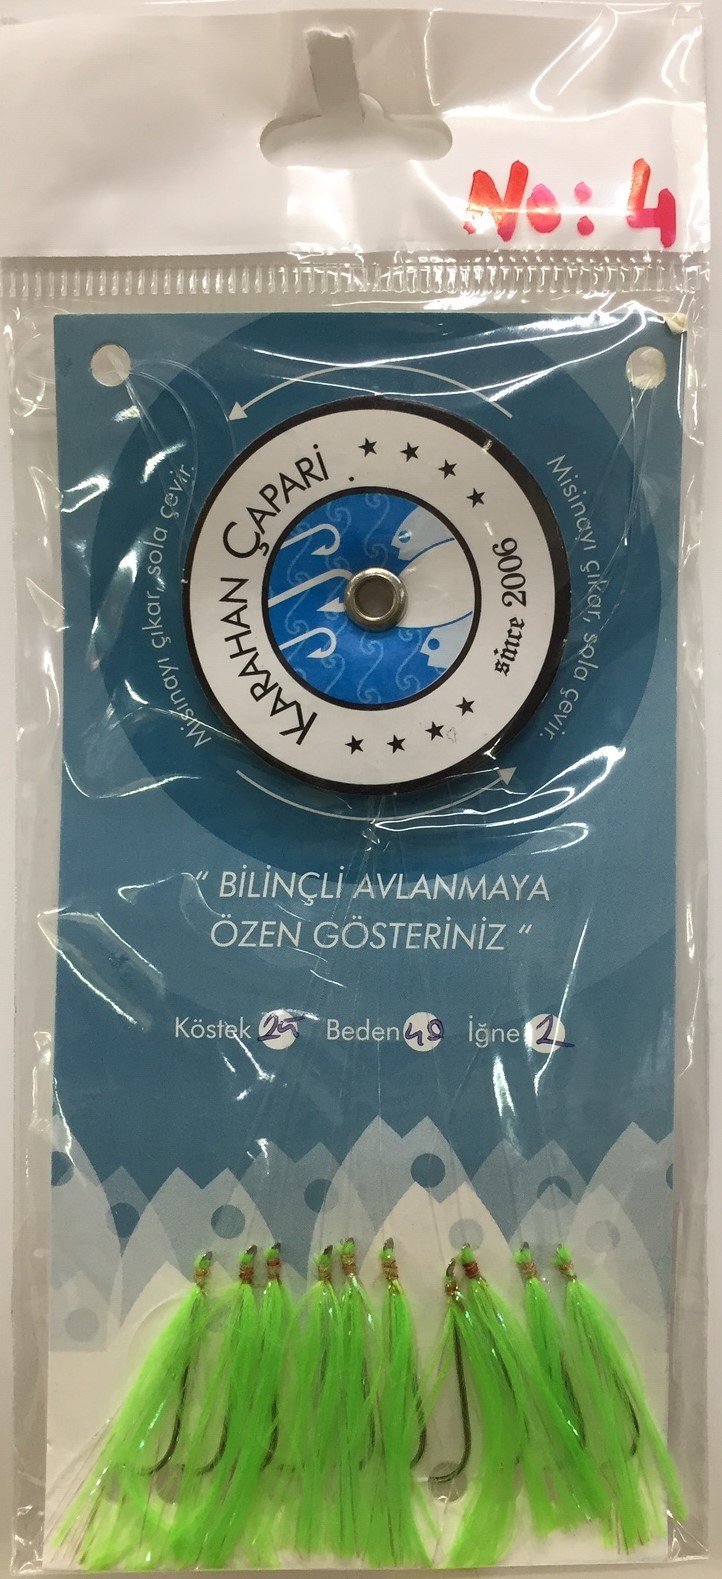 No: 4
KARAHAN ÇAPARİ
since 2006
Misinayı çıkar, sola çevir.
Misinayı çıkar, sola çevir.
“ BİLİNÇLİ AVLANMAYA
ÖZEN GÖSTERİNİZ “
Köstek 25 Beden 40 İğne 2